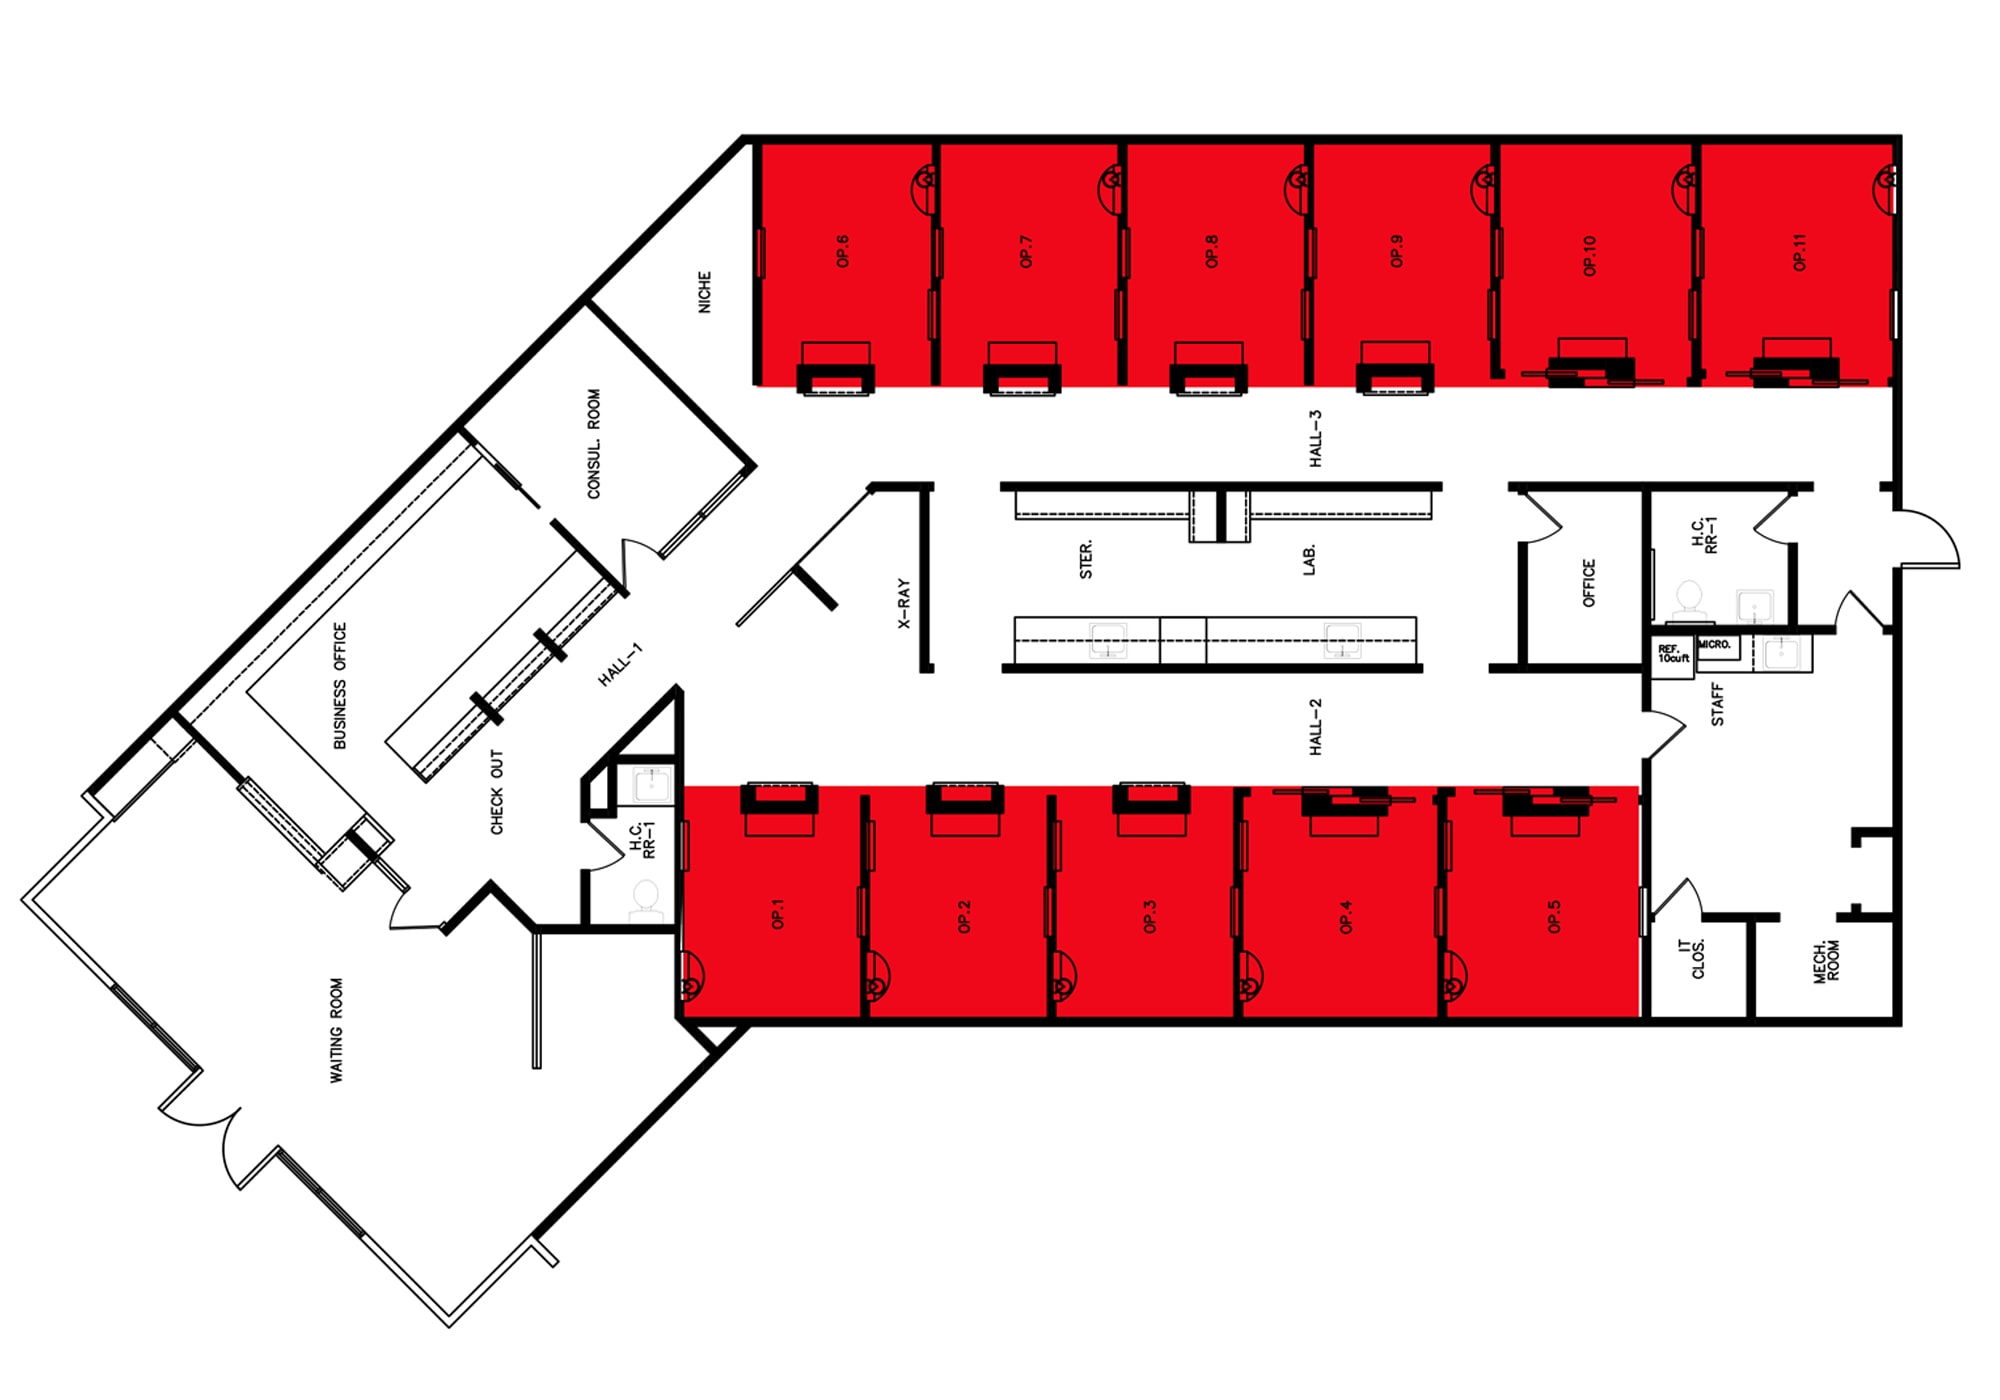 OP.6
OP.7
OP.8
OP.9
OP.10
OP.11
NICHE
CONSUL. ROOM
HALL-3
STER.
LAB.
X-RAY
OFFICE
H.C.
RR-1
REF.
10cuft
MICRO.
STAFF
BUSINESS OFFICE
HALL-1
HALL-2
CHECK OUT
H.C.
RR-1
OP.1
OP.2
OP.3
OP.4
OP.5
IT
CLOS.
MECH.
ROOM
WAITING ROOM